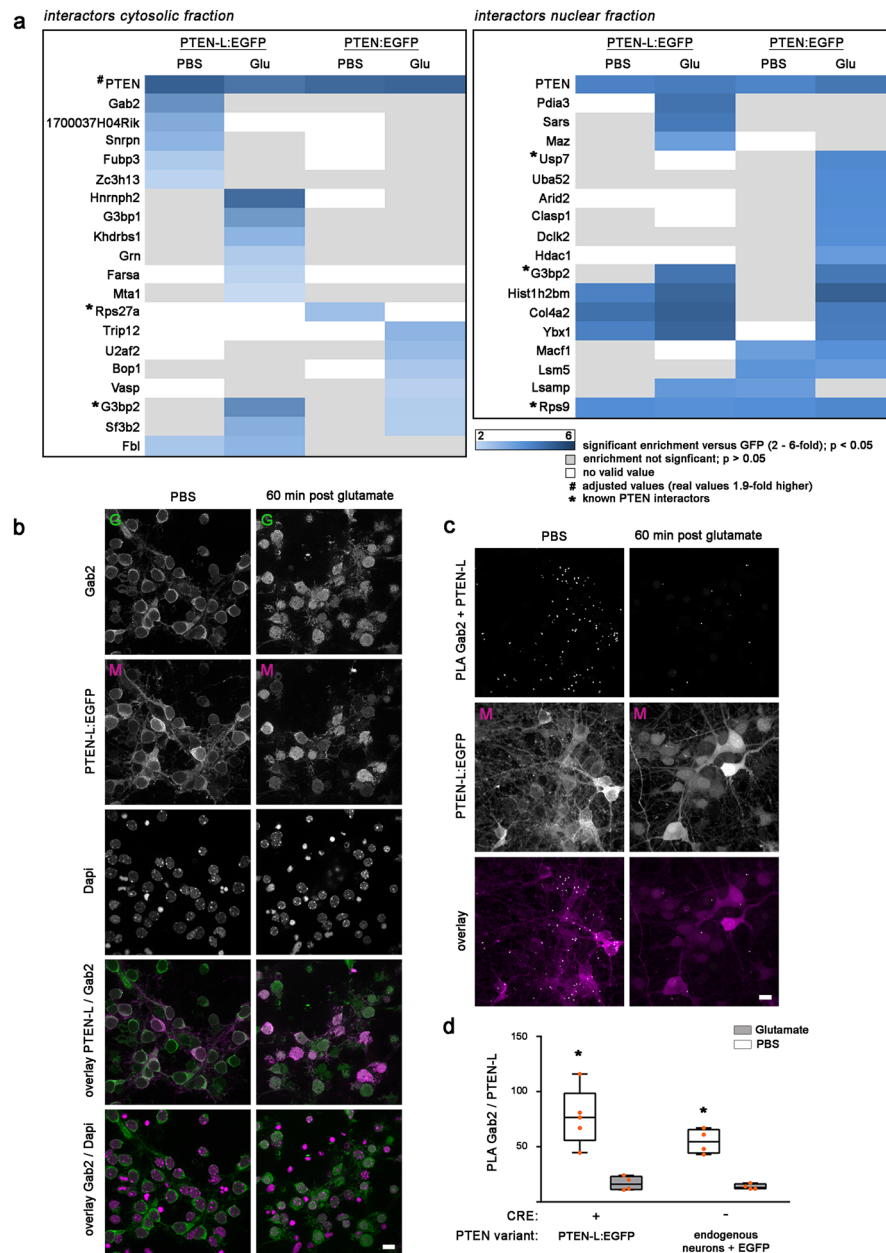 interactors cytosolic fraction
interactors nuclear fraction
a
PTEN-L:EGFP PTEN:EGFP
PBS Glu PBS Glu
# PTEN
Gab2
1700037H04Rik
Snrpn
Fubp3
Zc3h13
Hnrnph2
G3bp1
Khdrbs1
Grn
Farsa
Mta1
* Rps27a
Trip12
U2af2
Bop1
Vasp
* G3bp2
Sf3b2
Fbl
PTEN-L:EGFP PTEN:EGFP
PBS Glu PBS Glu
PTEN
Pdia3
Sars
Maz
* Usp7
Uba52
Arid2
Clasp1
Dclk2
Hdac1
* G3bp2
Hist1h2bm
Col4a2
Ybx1
Macf1
Lsm5
Lsamp
* Rps9
2 6
significant enrichment versus GFP (2 - 6-fold); p < 0.05
enrichment not signficant; p > 0.05
no valid value
# adjusted values (real values 1.9-fold higher)
* known PTEN interactors
b
PBS 60 min post glutamate
G G
Gab2
M M
PTEN-L:EGFP
Dapi
overlay PTEN-L / Gab2
overlay Gab2 / Dapi
c
PBS 60 min post glutamate
PLA Gab2 + PTEN-L
M M
PTEN-L:EGFP
overlay
d
Glutamate
PBS
PLA Gab2 / PTEN-L
150
100
50
* *
CRE: + -
PTEN variant: PTEN-L:EGFP endogenous
neurons + EGFP